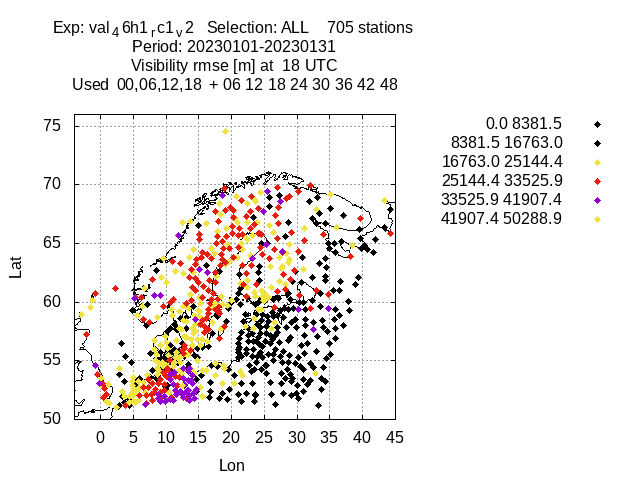 Exp: val4 6h1r c1v 2   Selection: ALL    705 stations
Period: 20230101-20230131
Visibility rmse [m] at  18 UTC
Used  00,06,12,18  + 06 12 18 24 30 36 42 48
0.0 8381.5
8381.5 16763.0
16763.0 25144.4
25144.4 33525.9
33525.9 41907.4
41907.4 50288.9
75
70
65
60
55
50
Lat
0 5 10 15 20 25 30 35 40 45
Lon